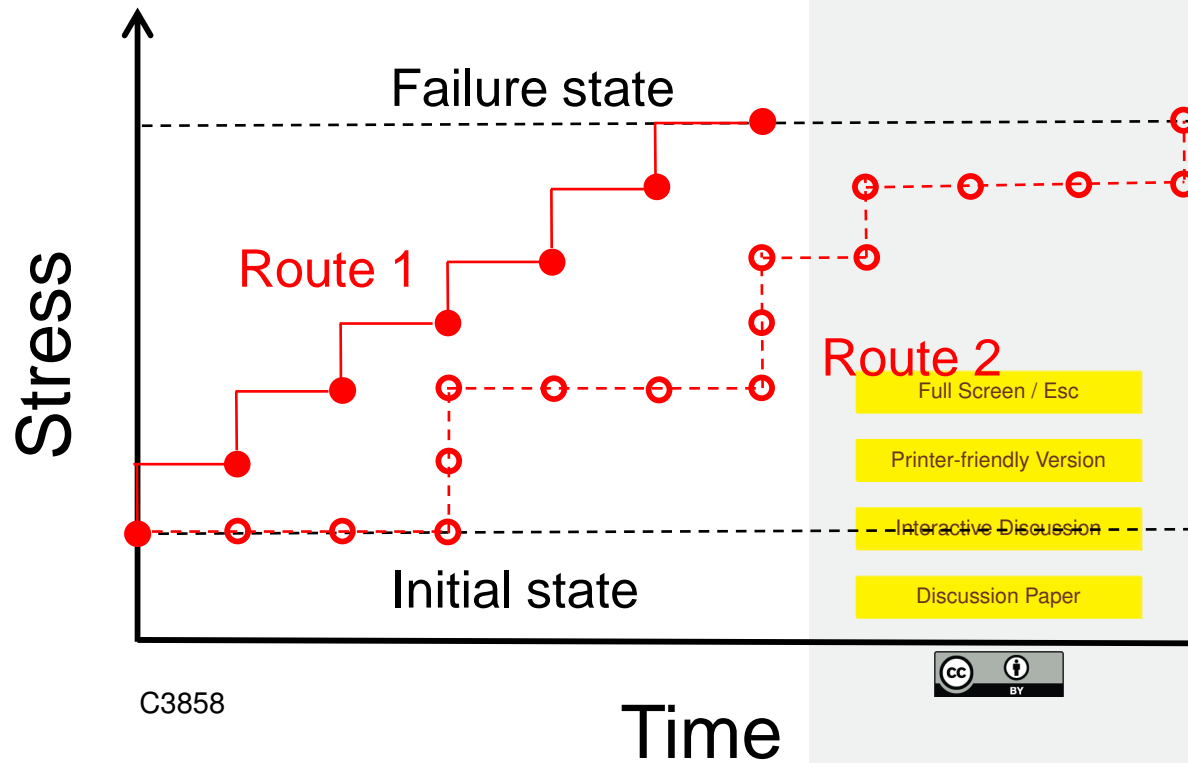 Failure state
Stress
Route 1
Route 2
Full Screen / Esc
Printer-friendly Version
Interactive Discussion
Initial state
Discussion Paper
cc
BY
C3858
Time